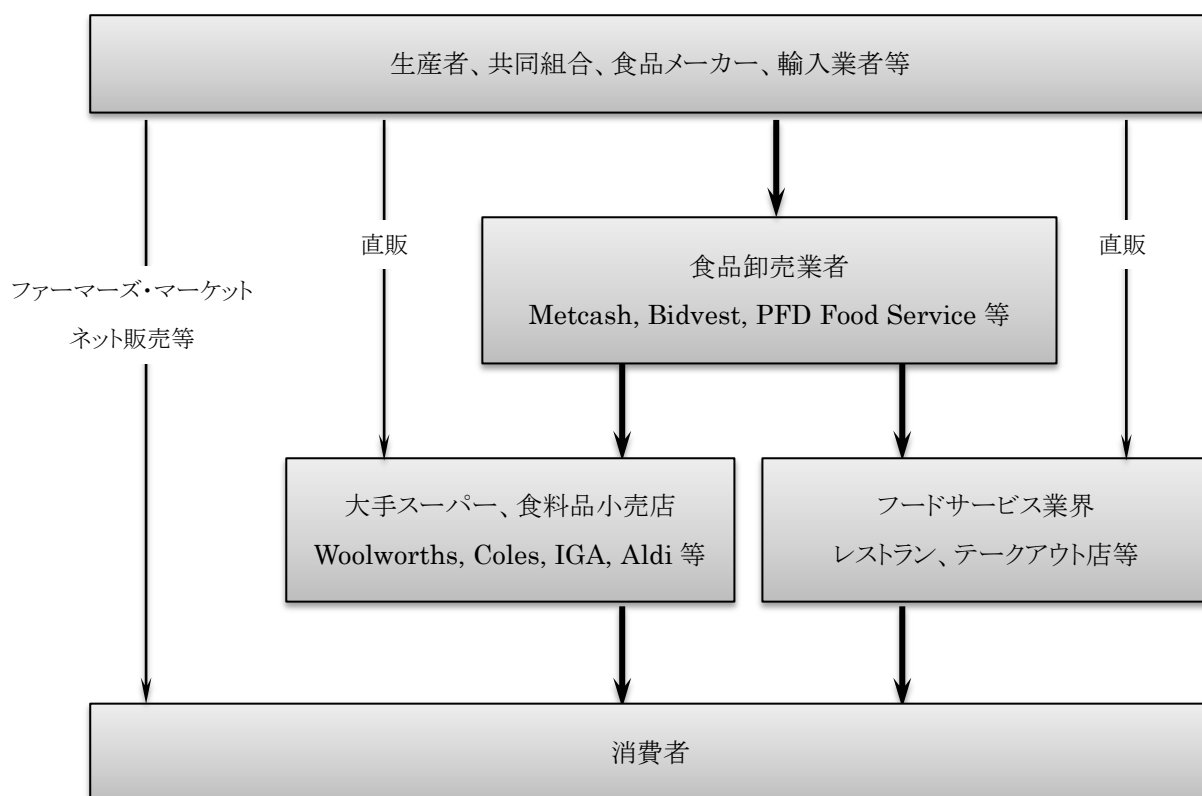 生産者、共同組合、食品メーカー、輸入業者等
直販
直販
食品卸売業者
Metcash, Bidvest, PFD Food Service 等
ファーマーズ・マーケット
ネット販売等
大手スーパー、食料品小売店
Woolworths, Coles, IGA, Aldi 等
フードサービス業界
レストラン、テークアウト店等
消費者